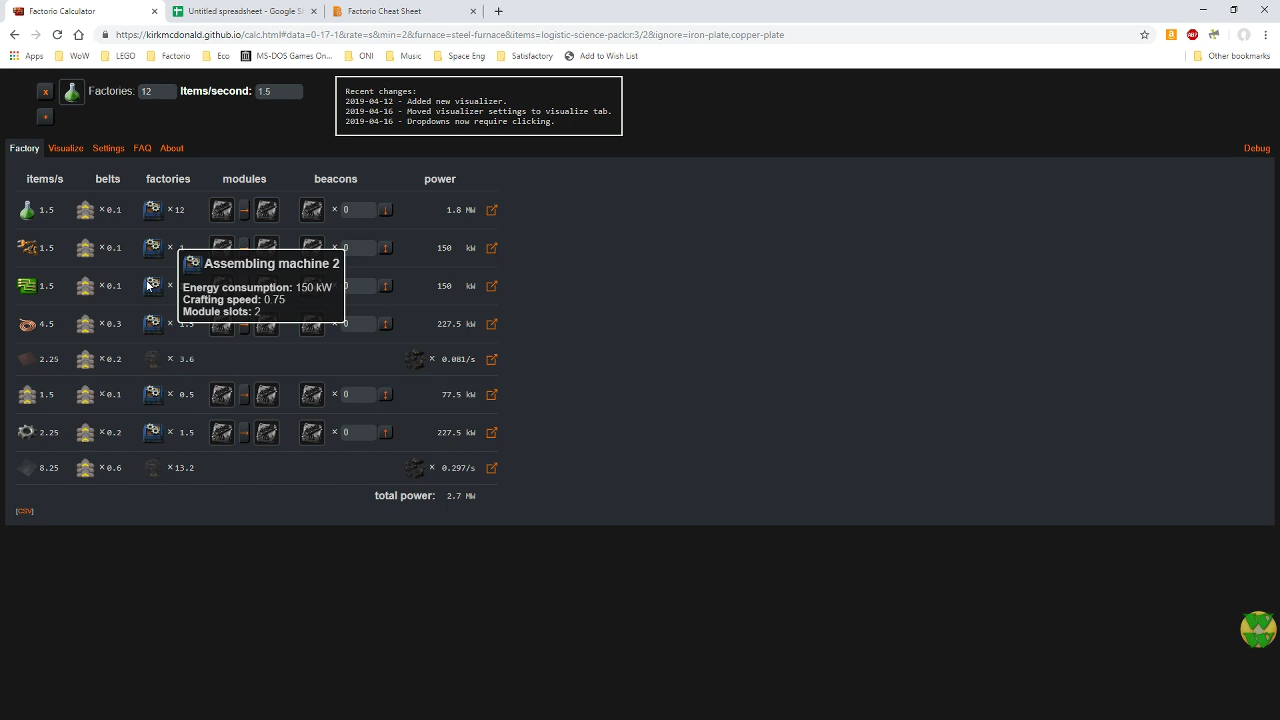 Factorio Calculator
Untitled spreadsheet - Google S
Factorio Cheat Sheet
https://kirkmcdonald.github.io/calc.html#data=0-17-1&rate=s&min=2&furnace=steel-furnace&items=logistic-science-pack:r:3/2&ignore=iron-plate,copper-plate
Apps WoW LEGO Factorio Eco MS-DOS Games On... ONI Music Space Eng Satisfactory Add to Wish List Other bookmarks
x Factories: 12 Items/second: 1.5
+
Recent changes:
2019-04-12 - Added new visualizer.
2019-04-16 - Moved visualizer settings to visualize tab.
2019-04-16 - Dropdowns now require clicking.
Factory Visualize Settings FAQ About Debug
items/s belts factories modules beacons power
1.5 ×0.1 ×12 → × 0 ↓ 1.8 MW
1.5 ×0.1 × 1 0 ↕ 150 kW
Assembling machine 2
Energy consumption: 150 kW
Crafting speed: 0.75
Module slots: 2
1.5 ×0.1 × 0 ↕ 150 kW
4.5 ×0.3 × 1.5 0 ↕ 227.5 kW
2.25 ×0.2 × 3.6 × 0.081/s
1.5 ×0.1 × 0.5 → × 0 ↕ 77.5 kW
2.25 ×0.2 × 1.5 → × 0 ↑ 227.5 kW
8.25 ×0.6 ×13.2 × 0.297/s
total power: 2.7 MW
[CSV]